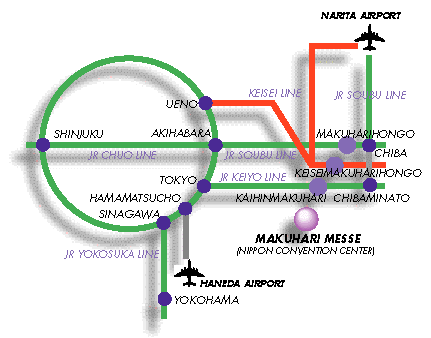 NARITA AIRPORT
KEISEI LINE
JR SOUBU LINE
UENO
SHINJUKU
AKIHABARA
MAKUHARIHONGO
JR CHUO LINE
JR SOUBU LINE
CHIBA
KEISEIMAKUHARIHONGO
TOKYO
JR KEIYO LINE
HAMAMATSUCHO
KAIHINMAKUHARI
CHIBAMINATO
SINAGAWA
MAKUHARI MESSE
(NIPPON CONVENTION CENTER)
JR YOKOSUKA LINE
HANEDA AIRPORT
YOKOHAMA